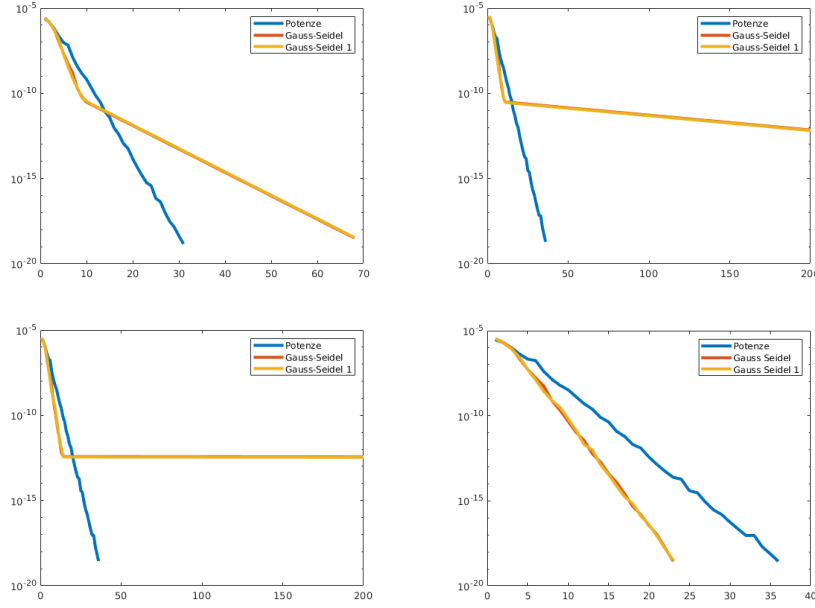 10^-5
10^-10
10^-15
10^-20
0 10 20 30 40 50 60 70
Potenze
Gauss-Seidel
Gauss-Seidel 1
10^-5
10^-10
10^-15
10^-20
0 50 100 150 200
Potenze
Gauss-Seidel
Gauss-Seidel 1
10^-5
10^-10
10^-15
10^-20
0 50 100 150 200
Potenze
Gauss-Seidel
Gauss-Seidel 1
10^-5
10^-10
10^-15
10^-20
0 5 10 15 20 25 30 35 40
Potenze
Gauss Seidel
Gauss Seidel 1